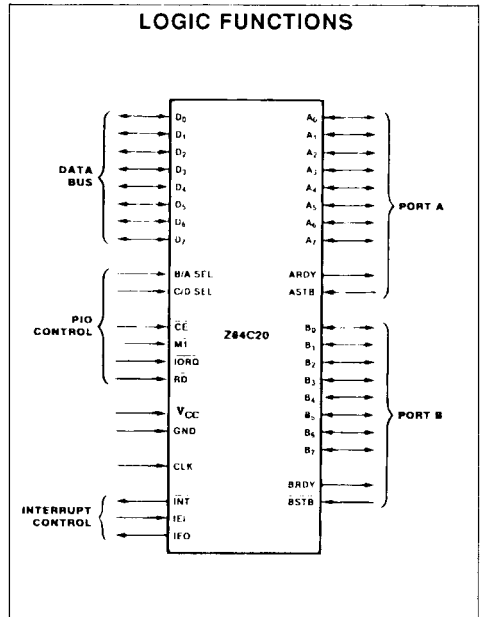 LOGIC FUNCTIONS
DATA BUS
D0
D1
D2
D3
D4
D5
D6
D7
PIO CONTROL
B/A SEL
C/D SEL
CE
M1
IORQ
RD
VCC
GND
CLK
INTERRUPT CONTROL
INT
IEI
IEO
Z84C20
A0
A1
A2
A3
A4
A5
A6
A7
ARDY
ASTB
PORT A
B0
B1
B2
B3
B4
B5
B6
B7
BRDY
BSTB
PORT B